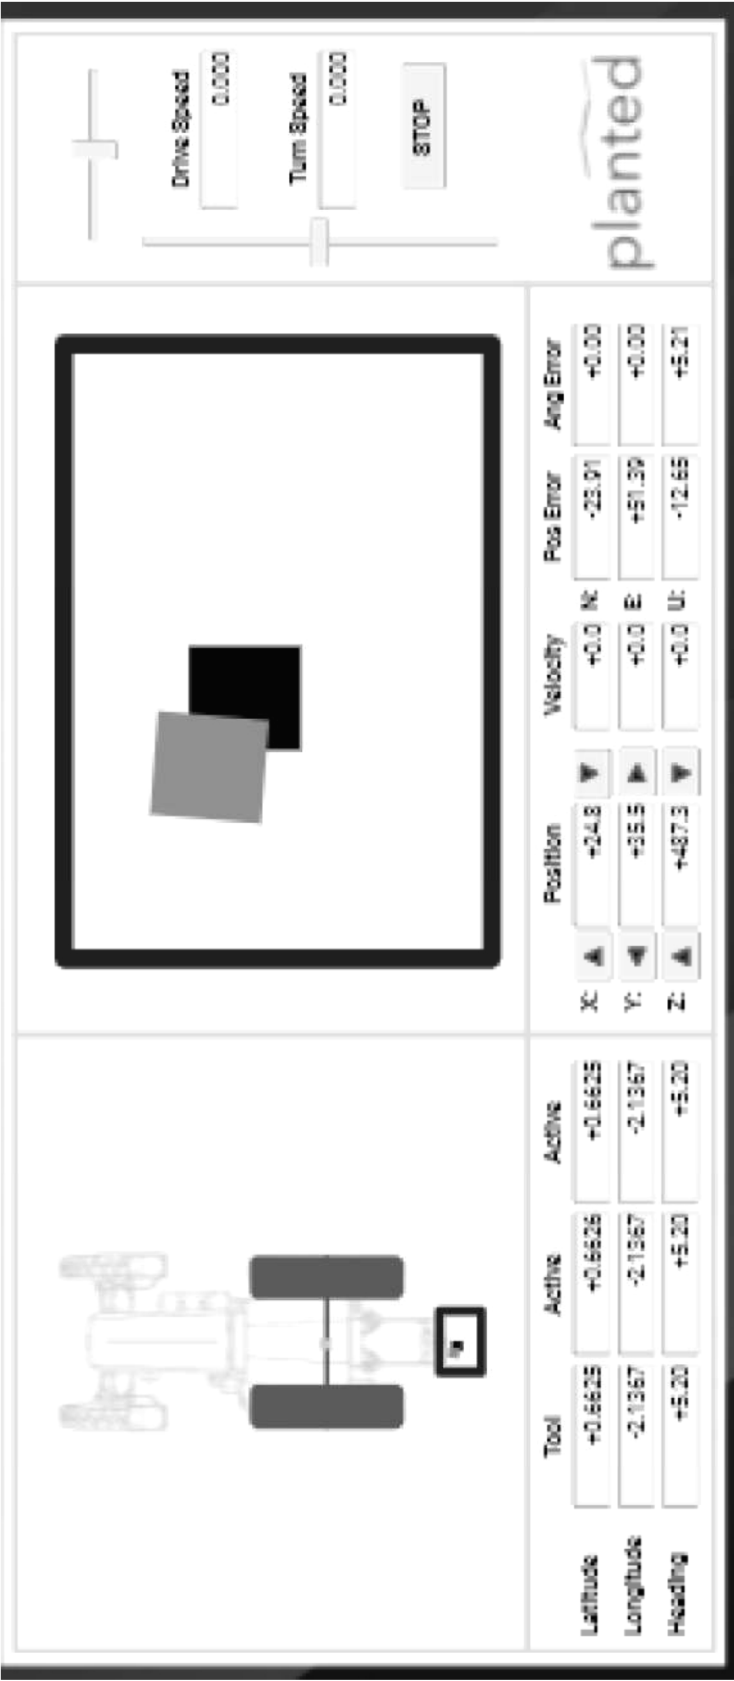 Drive Speed
0.000
Turn Speed
0.000
STOP
planted
Tool Active Active Position Velocity Pos Error Ang Error
Latitude +0.6625 +0.6626 +0.6625 X: +24.8 +0.0 N: -23.91 +0.00
Longitude -2.1367 -2.1367 -2.1367 Y: +35.5 +0.0 E: +51.39 +0.00
Heading +5.20 +5.20 +5.20 Z: +487.3 +0.0 U: -12.65 +5.21